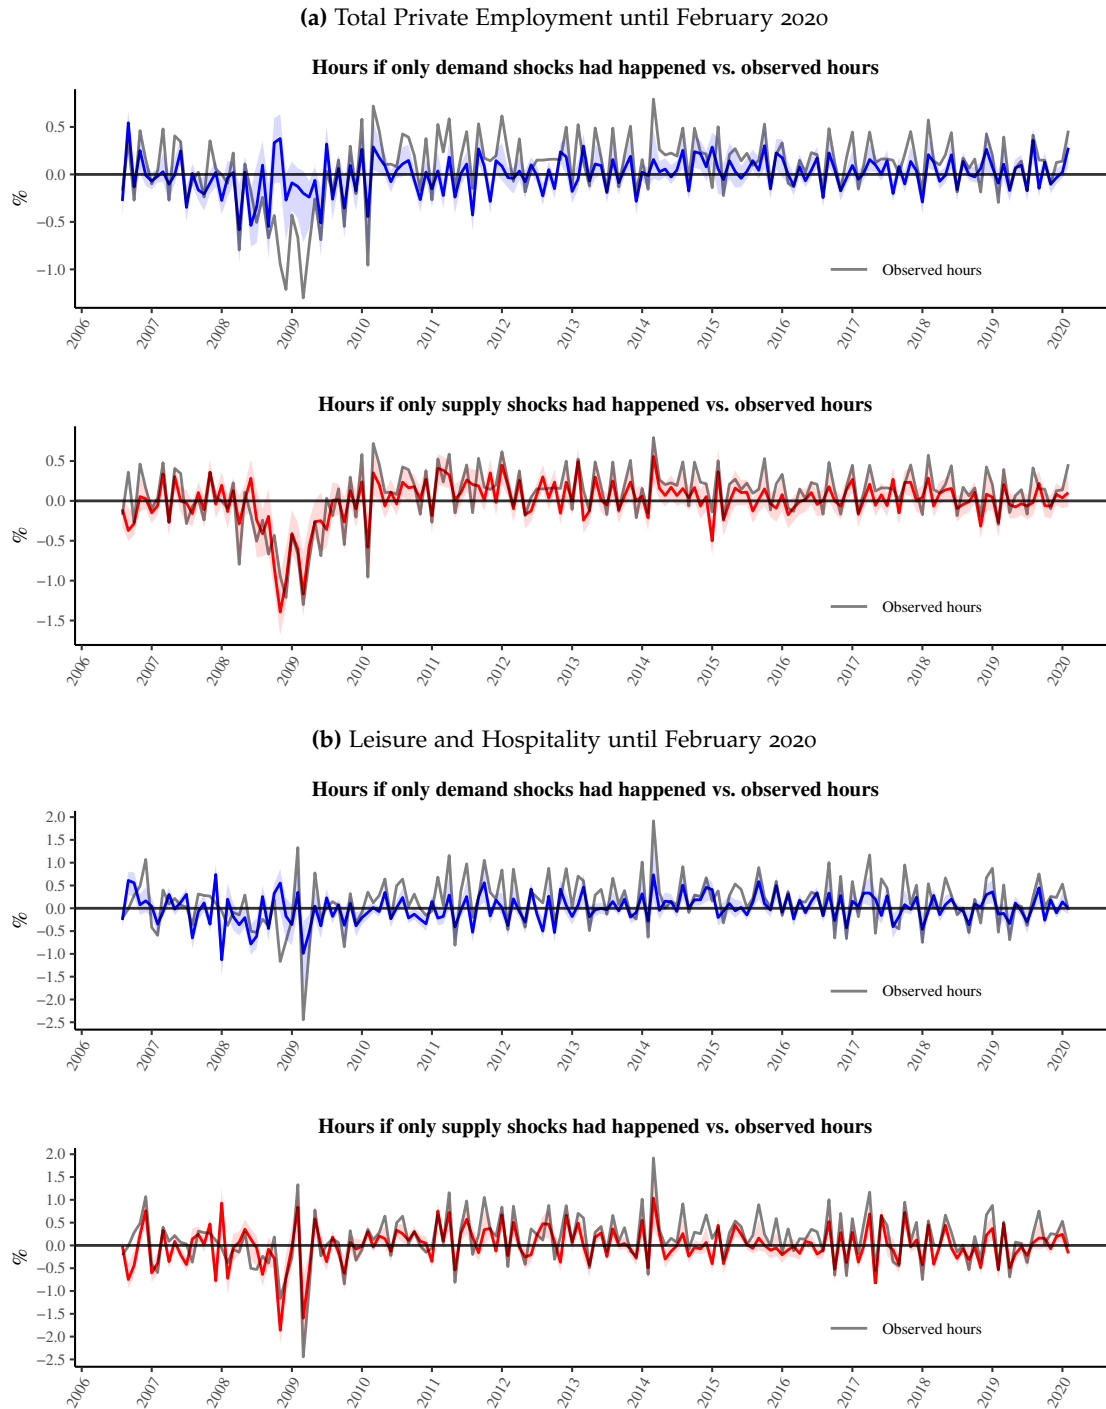 (a) Total Private Employment until February 2020
Hours if only demand shocks had happened vs. observed hours
0.5
0.0
−0.5
−1.0
%
Observed hours
2006 2007 2008 2009 2010 2011 2012 2013 2014 2015 2016 2017 2018 2019 2020
Hours if only supply shocks had happened vs. observed hours
0.5
0.0
−0.5
−1.0
−1.5
%
Observed hours
2006 2007 2008 2009 2010 2011 2012 2013 2014 2015 2016 2017 2018 2019 2020
(b) Leisure and Hospitality until February 2020
Hours if only demand shocks had happened vs. observed hours
2.0
1.5
1.0
0.5
0.0
−0.5
−1.0
−1.5
−2.0
−2.5
%
Observed hours
2006 2007 2008 2009 2010 2011 2012 2013 2014 2015 2016 2017 2018 2019 2020
Hours if only supply shocks had happened vs. observed hours
2.0
1.5
1.0
0.5
0.0
−0.5
−1.0
−1.5
−2.0
−2.5
%
Observed hours
2006 2007 2008 2009 2010 2011 2012 2013 2014 2015 2016 2017 2018 2019 2020